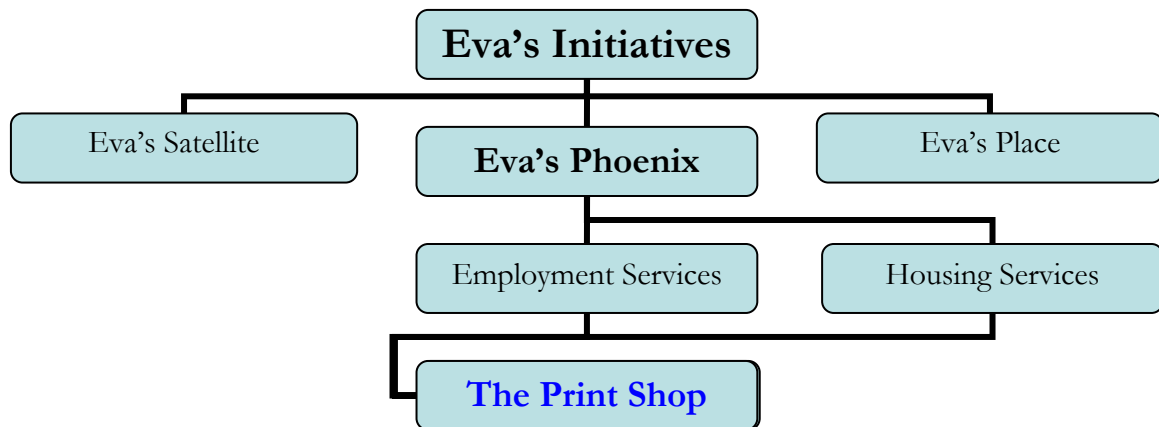 Eva’s Initiatives
Eva’s Satellite
Eva’s Phoenix
Eva’s Place
Employment Services
Housing Services
The Print Shop